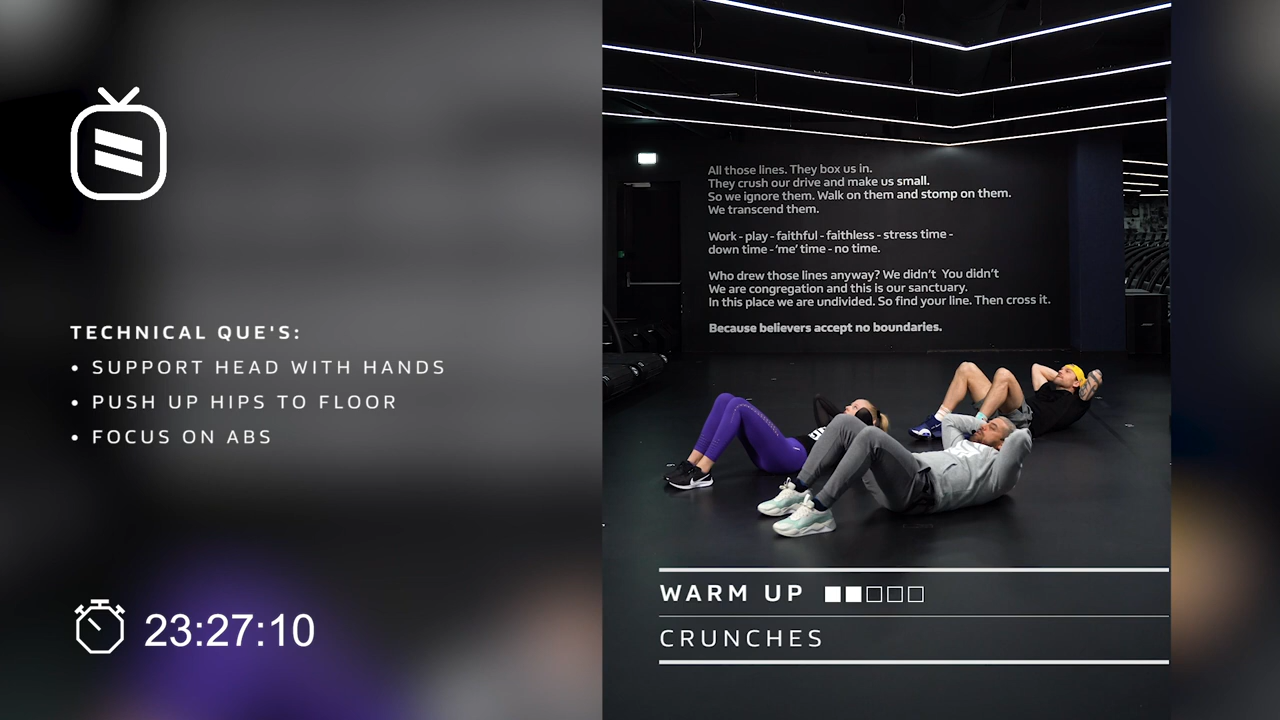 TECHNICAL QUE'S:
• SUPPORT HEAD WITH HANDS
• PUSH UP HIPS TO FLOOR
• FOCUS ON ABS
23:27:10
All those lines. They box us in.
They crush our drive and make us small.
So we ignore them. Walk on them and stomp on them.
We transcend them.
Work - play - faithful - faithless - stress time -
down time - 'me' time - no time.
Who drew those lines anyway? We didn't You didn't
We are congregation and this is our sanctuary.
In this place we are undivided. So find your line. Then cross it.
Because believers accept no boundaries.
WARM UP
CRUNCHES